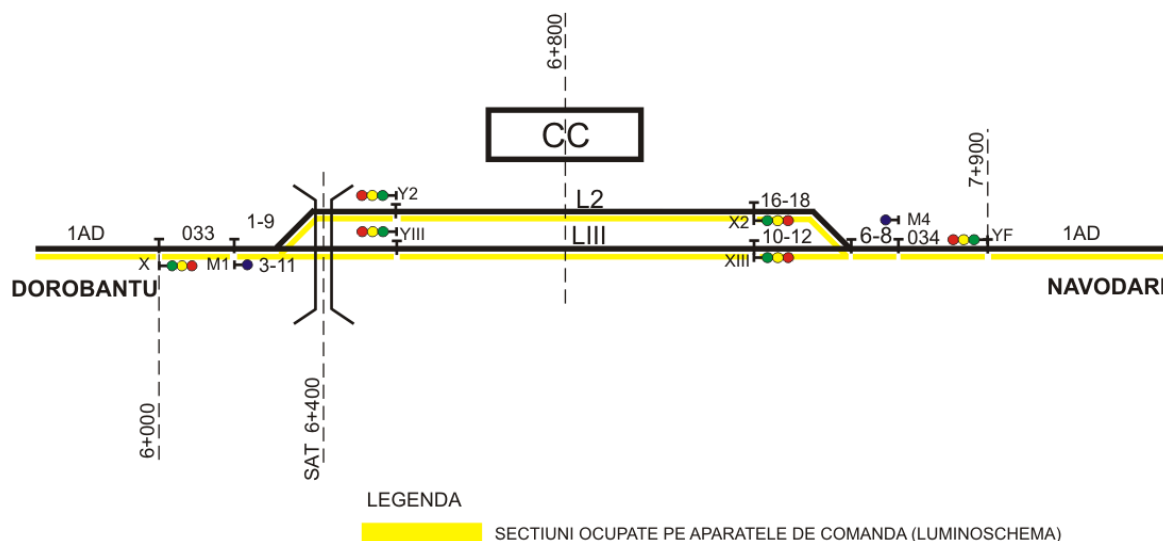 6+800
CC
7+900
Y2
L2
16-18
1-9
X2
M4
1AD
033
YIII
LIII
10-12
6-8
034
YF
1AD
X
M1
3-11
XIII
DOROBANTU
NAVODARI
6+000
SAT 6+400
LEGENDA
SECTIUNI OCUPATE PE APARATELE DE COMANDA (LUMINOSCHEMA)